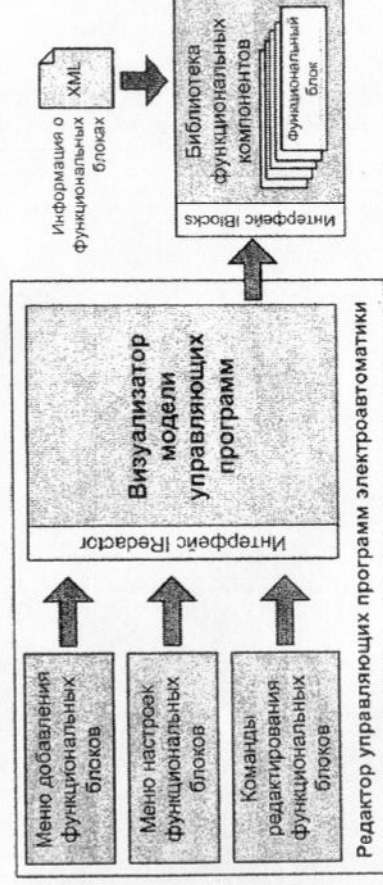 Меню добавления
функциональных
блоков
Меню настроек
функциональных
блоков
Команды
редактирования
функциональных
блоков
Интерфейс IRedactor
Визуализатор
модели
управляющих
программ
Редактор управляющих программ электроавтоматики
Информация о
функциональных
блоках
XML
Интерфейс IBlocks
Библиотека
функциональных
компонентов
Функциональный
блок